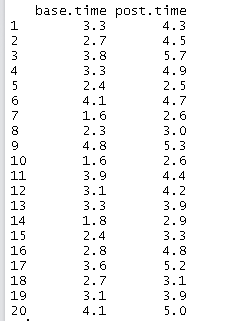 base.time post.time
1 3.3 4.3
2 2.7 4.5
3 3.8 5.7
4 3.3 4.9
5 2.4 2.5
6 4.1 4.7
7 1.6 2.6
8 2.3 3.0
9 4.8 5.3
10 1.6 2.6
11 3.9 4.4
12 3.1 4.2
13 3.3 3.9
14 1.8 2.9
15 2.4 3.3
16 2.8 4.8
17 3.6 5.2
18 2.7 3.1
19 3.1 3.9
20 4.1 5.0